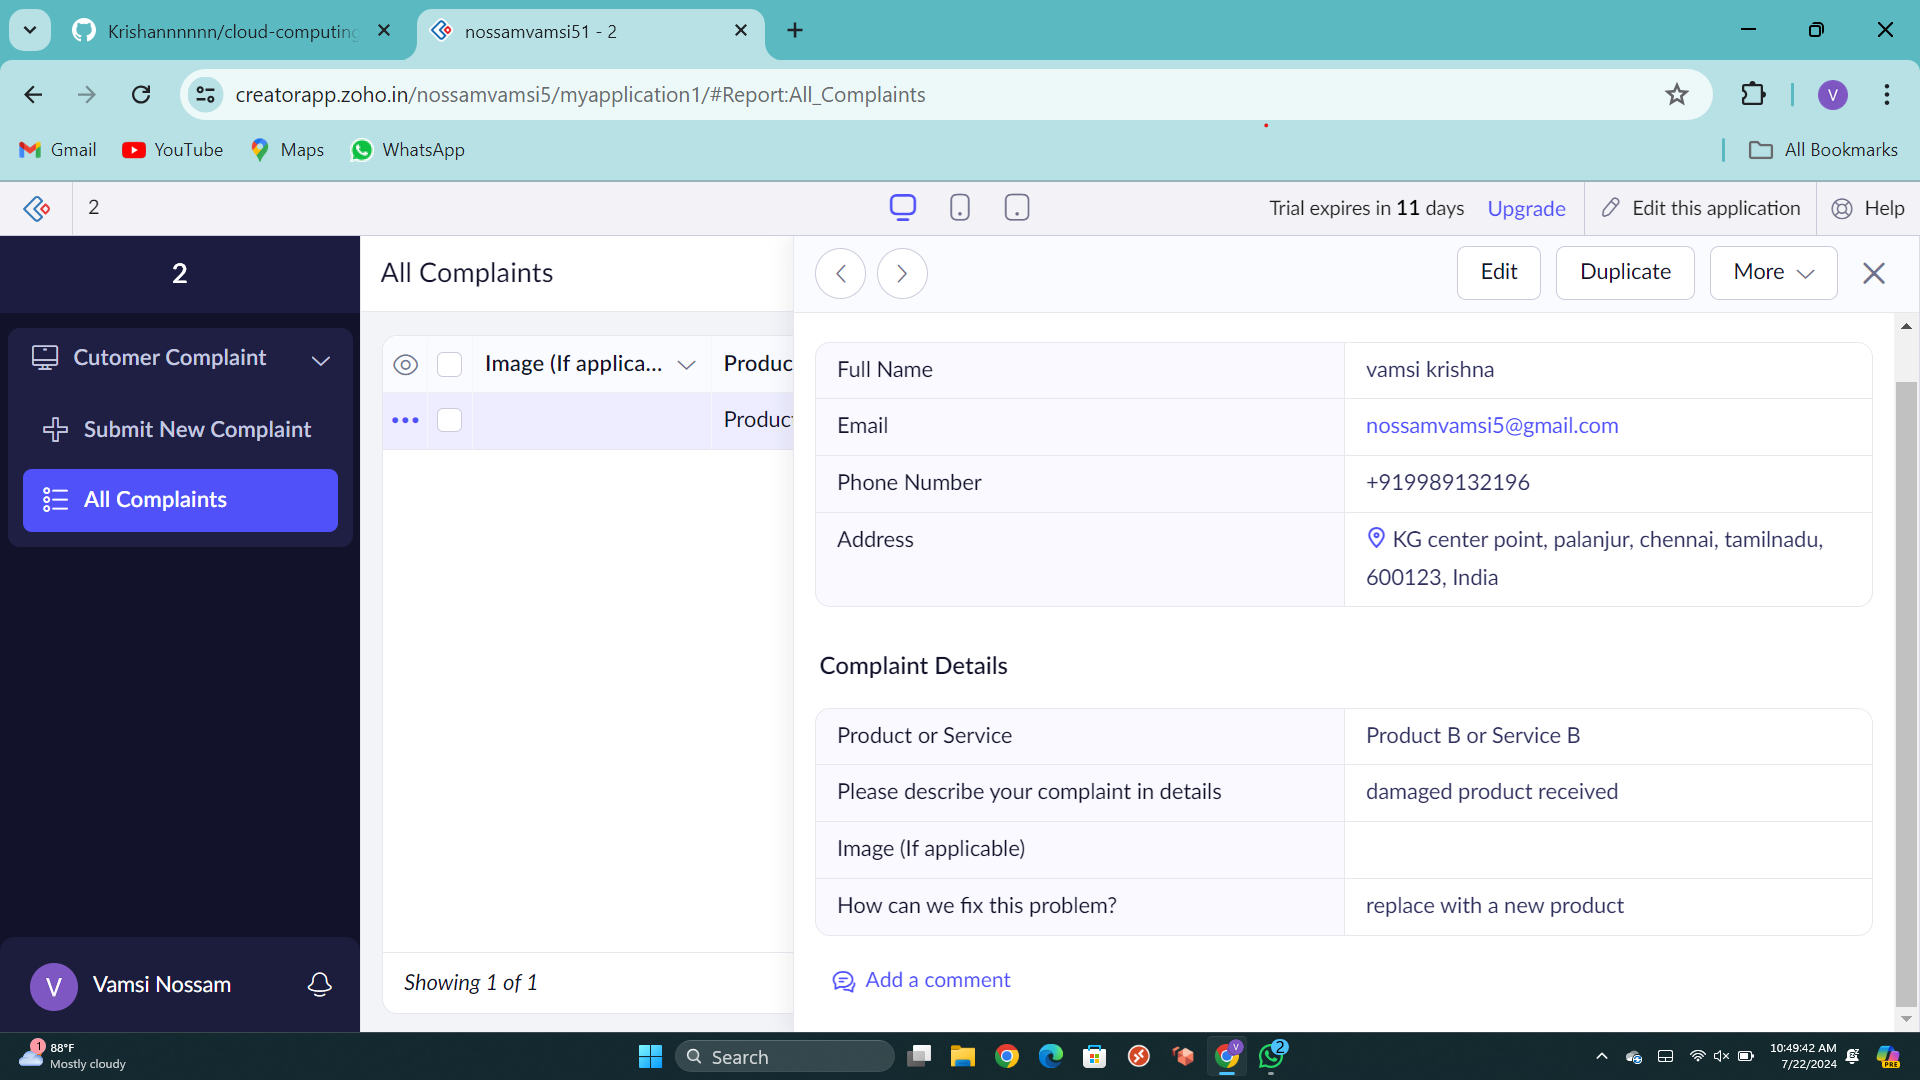 Krishannnnnn/cloud-computing
nossamvamsi51 - 2
creatorapp.zoho.in/nossamvamsi5/myapplication1/#Report:All_Complaints
V
Gmail
YouTube
Maps
WhatsApp
All Bookmarks
2
Trial expires in 11 days
Upgrade
Edit this application
Help
2
Cutomer Complaint
Submit New Complaint
All Complaints
V
Vamsi Nossam
All Complaints
Image (If applica...
Produc
Product
Showing 1 of 1
Edit
Duplicate
More
Full Name
vamsi krishna
Email
nossamvamsi5@gmail.com
Phone Number
+919989132196
Address
KG center point, palanjur, chennai, tamilnadu,
600123, India
Complaint Details
Product or Service
Product B or Service B
Please describe your complaint in details
damaged product received
Image (If applicable)
How can we fix this problem?
replace with a new product
Add a comment
1
88°F
Mostly cloudy
Search
V
2
10:49:42 AM
7/22/2024
PRE